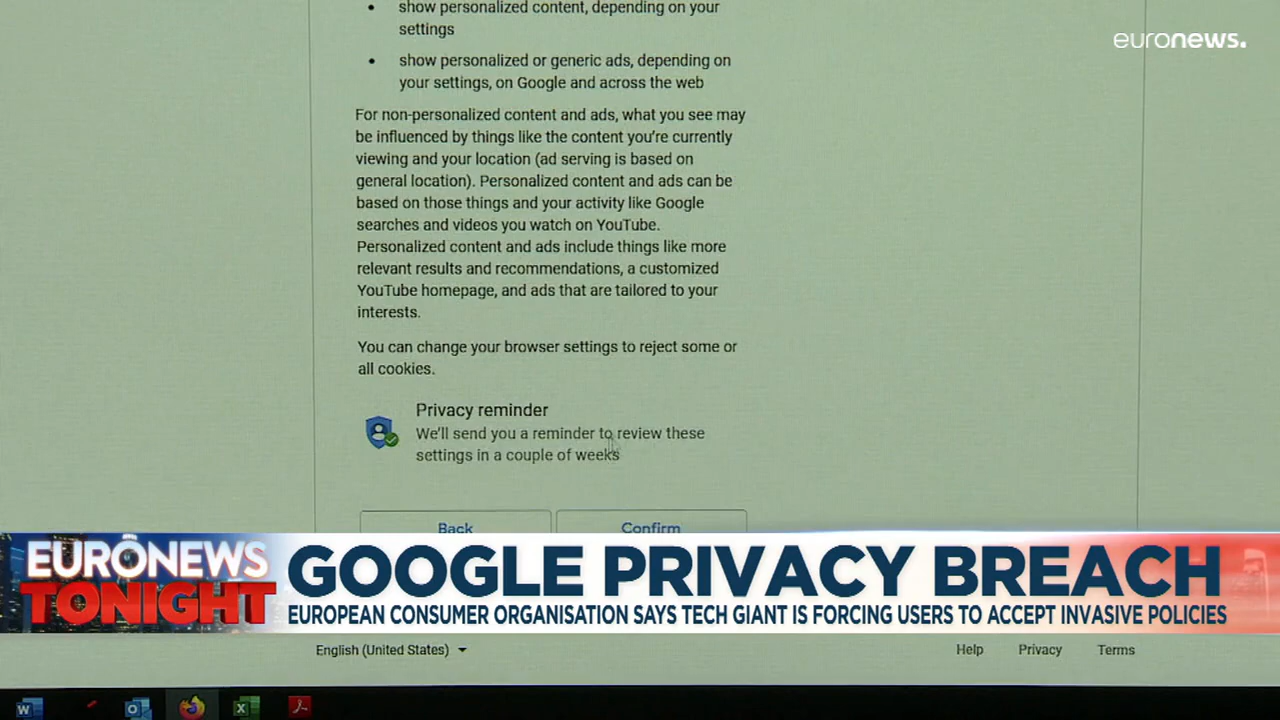 show personalized content, depending on your
settings
euronews.
show personalized or generic ads, depending on
your settings, on Google and across the web
For non-personalized content and ads, what you see may
be influenced by things like the content you're currently
viewing and your location (ad serving is based on
general location). Personalized content and ads can be
based on those things and your activity like Google
searches and videos you watch on YouTube.
Personalized content and ads include things like more
relevant results and recommendations, a customized
YouTube homepage, and ads that are tailored to your
interests.
You can change your browser settings to reject some or
all cookies.
Privacy reminder
We'll send you a reminder to review these
settings in a couple of weeks
Back Confirm
EURONEWS
TONIGHT
GOOGLE PRIVACY BREACH
EUROPEAN CONSUMER ORGANISATION SAYS TECH GIANT IS FORCING USERS TO ACCEPT INVASIVE POLICIES
English (United States) Help Privacy Terms